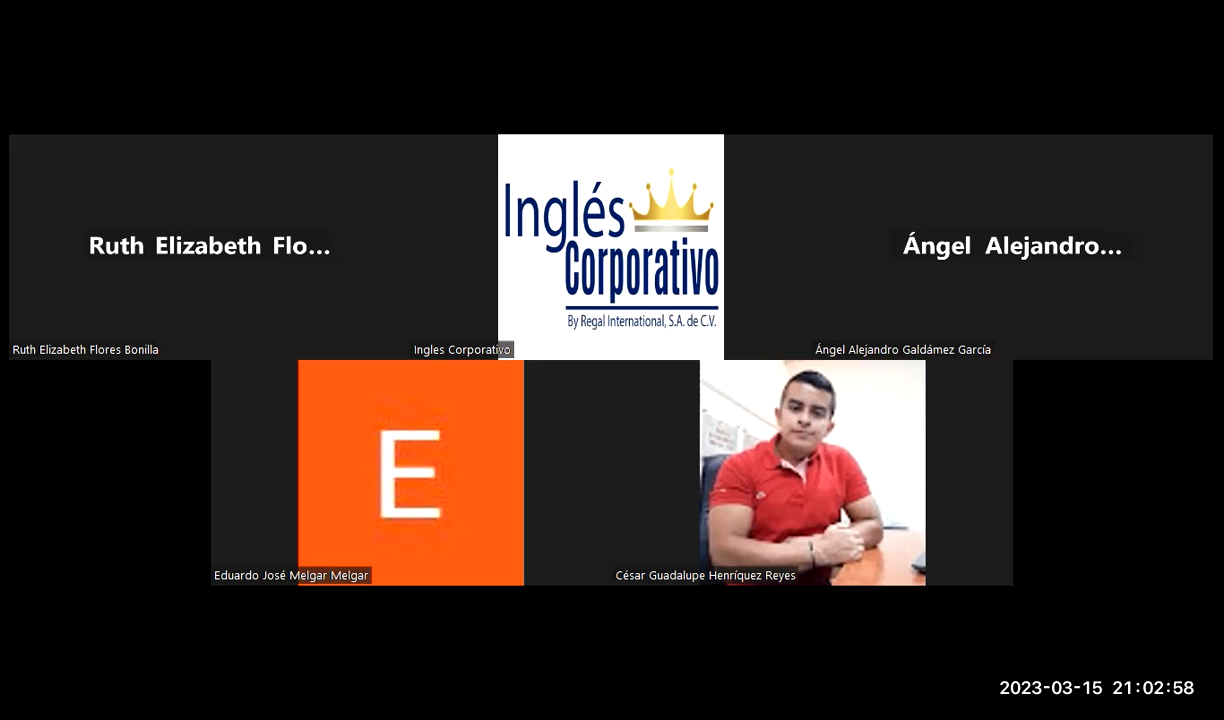 Ruth Elizabeth Flo...
Ruth Elizabeth Flores Bonilla
Inglés
Corporativo
By Regal International, S.A. de C.V.
Ingles Corporativo
Ángel Alejandro...
Ángel Alejandro Galdámez García
E
Eduardo José Melgar Melgar
César Guadalupe Henríquez Reyes
2023-03-15 21:02:58